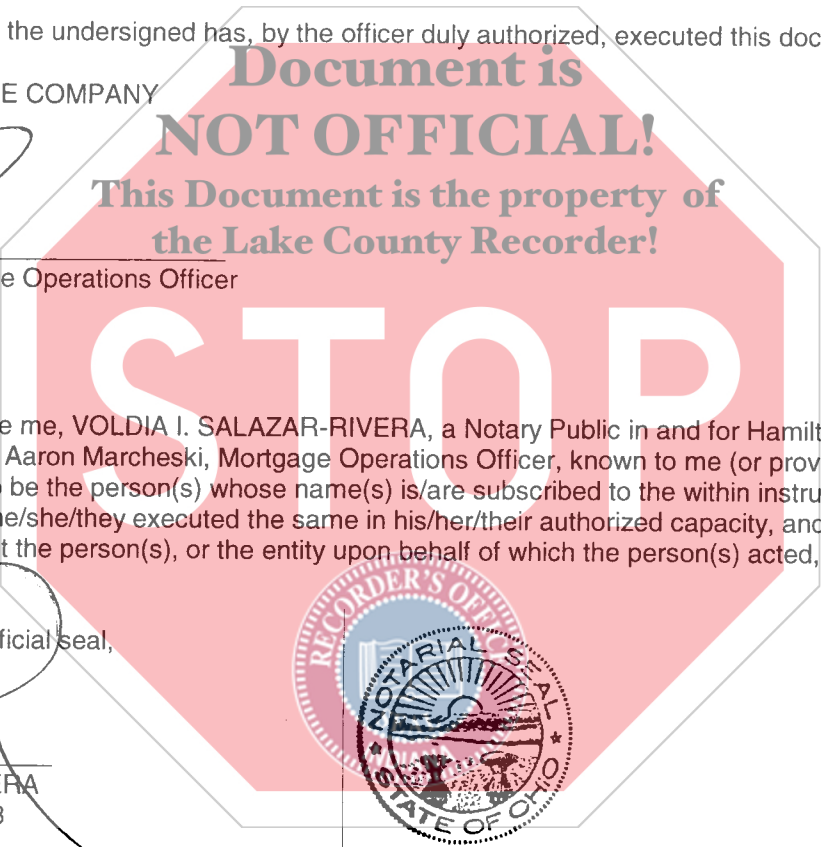 the undersigned has, by the officer duly authorized, executed this doc
Document is
E COMPANY
NOT OFFICIAL!
This Document is the property of
the Lake County Recorder!
e Operations Officer
STOP
e me, VOLDIA I. SALAZAR-RIVERA, a Notary Public in and for Hamilt
Aaron Marcheski, Mortgage Operations Officer, known to me (or prov
be the person(s) whose name(s) is/are subscribed to the within instru
ne/she/they executed the same in his/her/their authorized capacity, and
t the person(s), or the entity upon behalf of which the person(s) acted,
RECORDER'S OFFICE
INDIANA
ficial seal,
NOTARIAL SEAL
STATE OF OHIO
ERA
3